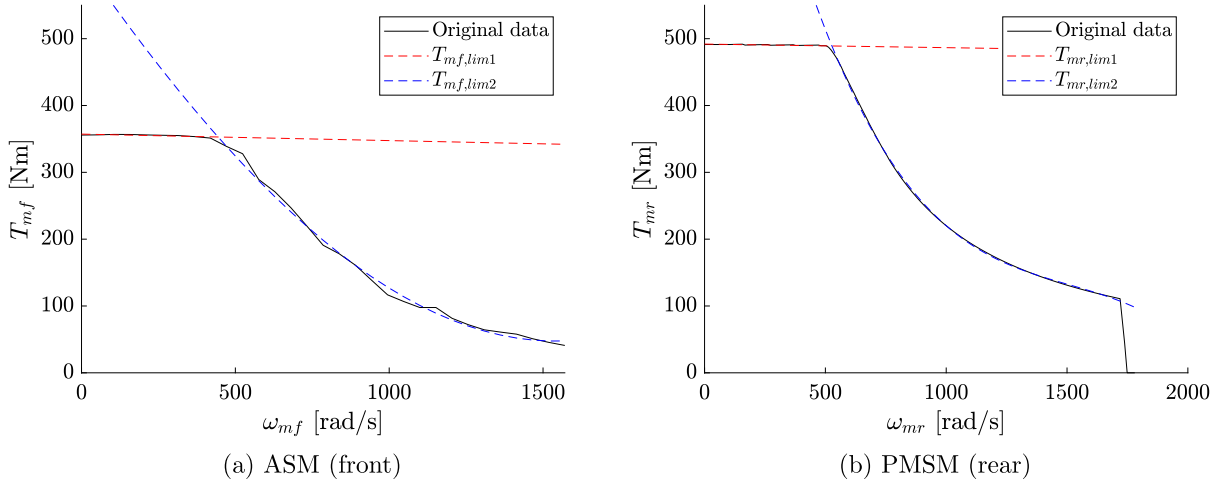 500
400
300
200
100
0
T_{mf} [Nm]
0 500 1000 1500
ω_{mf} [rad/s]
Original data
T_{mf,lim1}
T_{mf,lim2}
(a) ASM (front)
500
400
300
200
100
0
T_{mr} [Nm]
0 500 1000 1500 2000
ω_{mr} [rad/s]
Original data
T_{mr,lim1}
T_{mr,lim2}
(b) PMSM (rear)